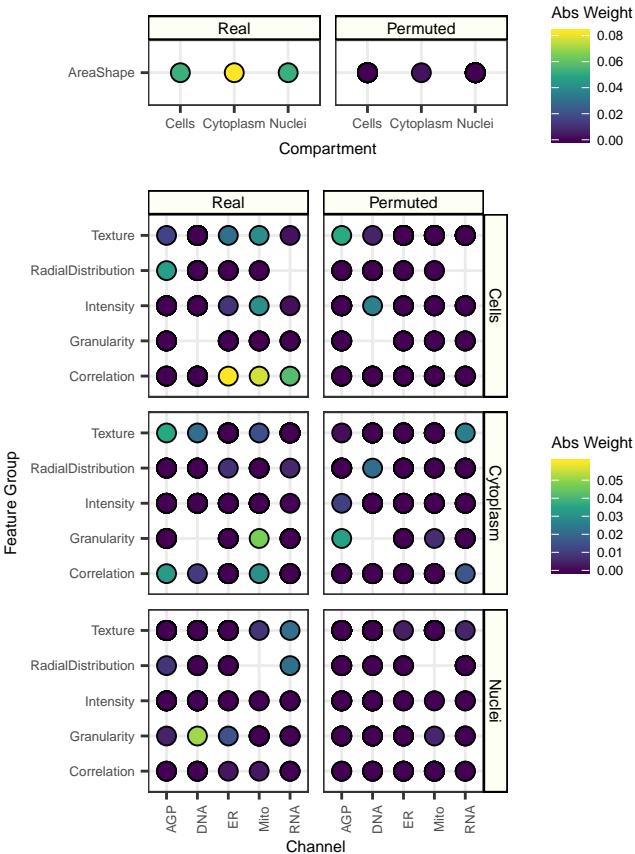 Abs Weight
Real
Permuted
AreaShape
0.08
0.06
0.04
0.02
0.00
Cells
Cytoplasm
Nuclei
Cells
Cytoplasm
Nuclei
Compartment
Real
Permuted
Texture
RadialDistribution
Intensity
Granularity
Correlation
Cells
Texture
RadialDistribution
Intensity
Granularity
Correlation
Cytoplasm
Feature Group
Abs Weight
0.05
0.04
0.03
0.02
0.01
0.00
Texture
RadialDistribution
Intensity
Granularity
Correlation
Nuclei
AGP
DNA
ER
Mito
RNA
AGP
DNA
ER
Mito
RNA
Channel